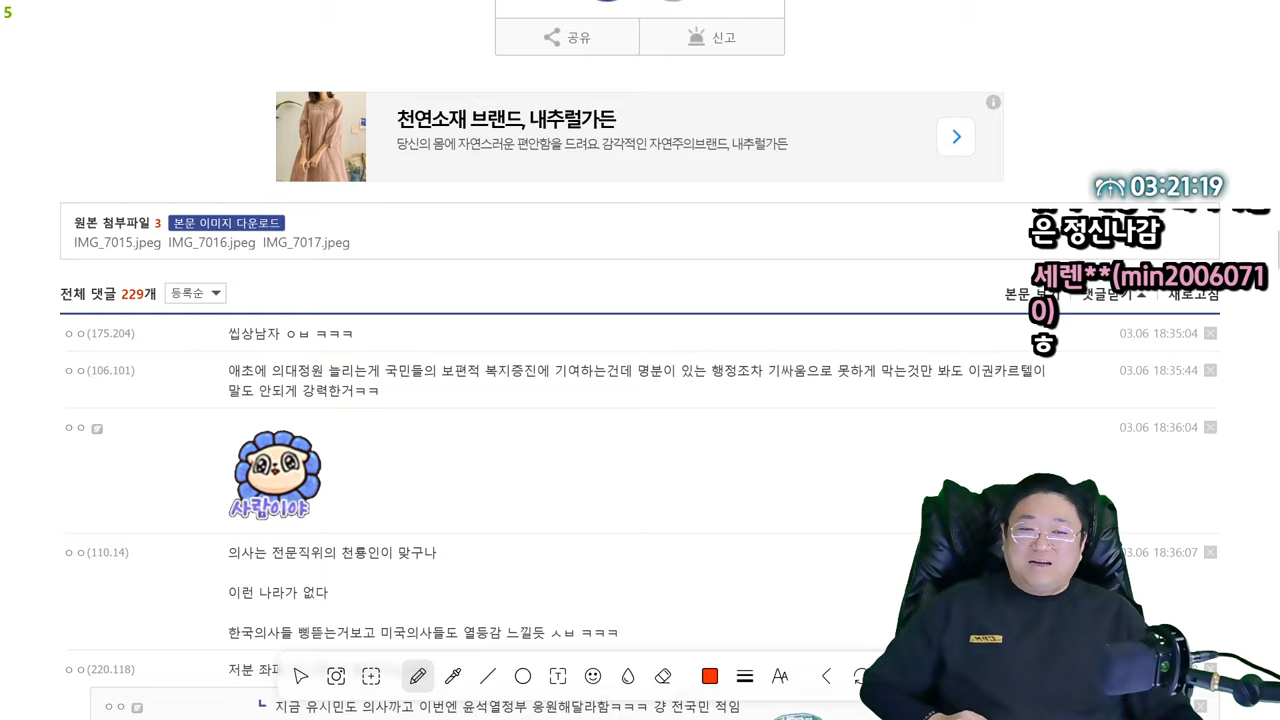 5
공유
신고
천연소재 브랜드, 내추럴가든
당신의 몸에 자연스러운 편안함을 드려요. 감각적인 자연주의브랜드, 내추럴가든
03:21:19
원본 첨부파일 3 본문 이미지 다운로드
IMG_7015.jpeg IMG_7016.jpeg IMG_7017.jpeg
은 정신나감
세렌**(min2006071
이)
ㅎ
전체 댓글 229개 등록순
본문 보기 댓글닫기 새로고침
ㅇㅇ(175.204) 씹상남자 ㅇㅂ ㅋㅋㅋ 03.06 18:35:04
ㅇㅇ(106.101) 애초에 의대정원 늘리는게 국민들의 보편적 복지증진에 기여하는건데 명분이 있는 행정조차 기싸움으로 못하게 막는것만 봐도 이권카르텔이 03.06 18:35:44
말도 안되게 강력한거ㅋㅋ
ㅇㅇ 03.06 18:36:04
사람이야
ㅇㅇ(110.14) 의사는 전문직위의 천룡인이 맞구나 03.06 18:36:07
이런 나라가 없다
한국의사들 삥뜯는거보고 미국의사들도 열등감 느낄듯 ㅅㅂ ㅋㅋㅋ
ㅇㅇ(220.118) 저분
ㅇㅇ 지금 유시민도 의사까고 이번엔 윤석열정부 응원해달라함ㅋㅋㅋ 걍 전국민 적임